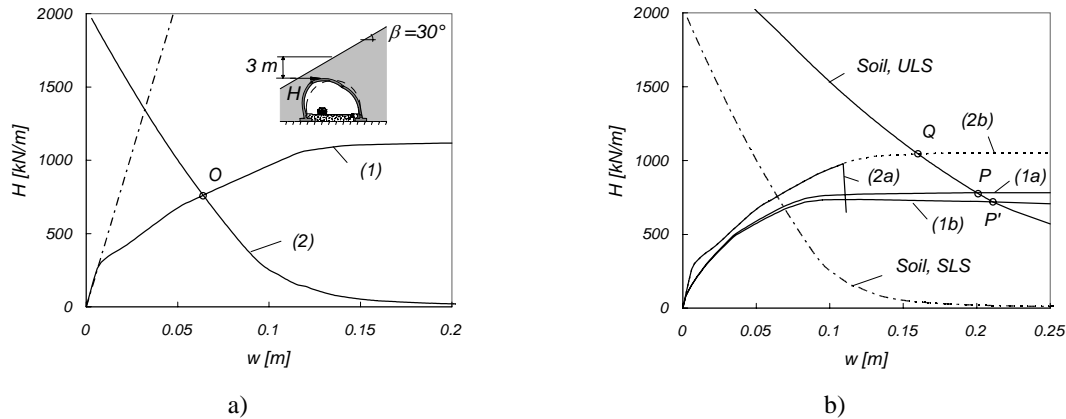 2000
1500
1000
500
0
H [kN/m]
0
0.05
0.1
0.15
0.2
w [m]
β =30°
3 m
H
O
(1)
(2)
a)
2000
1500
1000
500
0
H [kN/m]
0
0.05
0.1
0.15
0.2
0.25
w [m]
Soil, ULS
Q
(2b)
(2a)
P
(1a)
(1b)
P'
Soil, SLS
b)